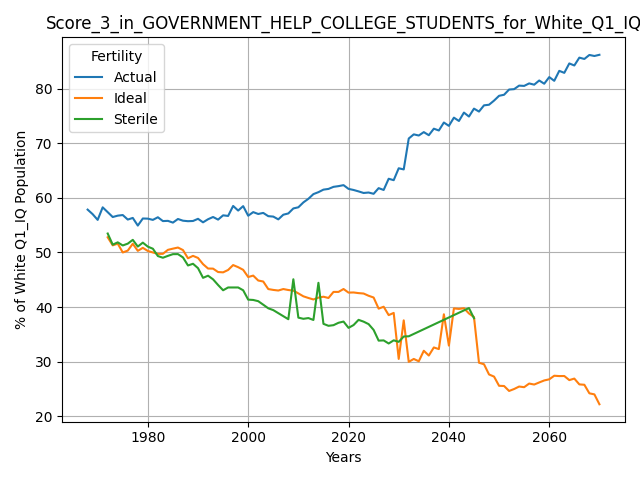 Score_3_in_GOVERNMENT_HELP_COLLEGE_STUDENTS_for_White_Q1_IQ
Fertility
Actual
Ideal
Sterile
% of White Q1_IQ Population
80
70
60
50
40
30
20
1980
2000
2020
2040
2060
Years